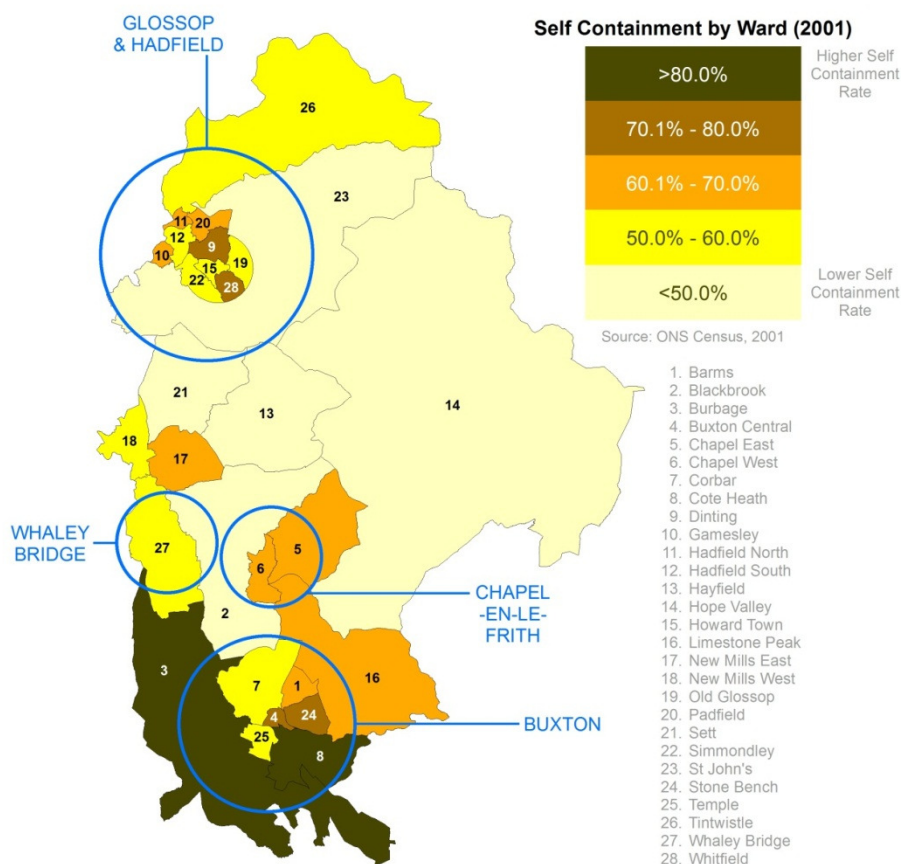 GLOSSOP
& HADFIELD
Self Containment by Ward (2001)
>80.0%
Higher Self
Containment
Rate
70.1% - 80.0%
60.1% - 70.0%
50.0% - 60.0%
<50.0%
Lower Self
Containment
Rate
Source: ONS Census, 2001
26
23
11
20
12
9
10
15
19
22
28
21
13
14
18
17
WHALEY
BRIDGE
27
5
6
CHAPEL
-EN-LE-
FRITH
2
3
7
1
16
4
24
25
8
BUXTON
1. Barms
2. Blackbrook
3. Burbage
4. Buxton Central
5. Chapel East
6. Chapel West
7. Corbar
8. Cote Heath
9. Dinting
10. Gamesley
11. Hadfield North
12. Hadfield South
13. Hayfield
14. Hope Valley
15. Howard Town
16. Limestone Peak
17. New Mills East
18. New Mills West
19. Old Glossop
20. Padfield
21. Sett
22. Simmondley
23. St John's
24. Stone Bench
25. Temple
26. Tintwistle
27. Whaley Bridge
28. Whitfield